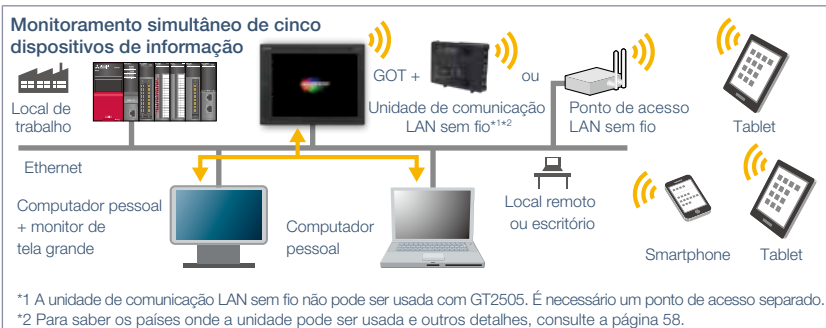 Monitoramento simultâneo de cinco
dispositivos de informação
GOT +
ou
Local de
trabalho
Unidade de comunicação
LAN sem fio*1*2
Ponto de acesso
LAN sem fio
Tablet
Ethernet
Computador pessoal
+ monitor de
tela grande
Computador
pessoal
Local remoto
ou escritório
Smartphone
Tablet
*1 A unidade de comunicação LAN sem fio não pode ser usada com GT2505. É necessário um ponto de acesso separado.
*2 Para saber os países onde a unidade pode ser usada e outros detalhes, consulte a página 58.